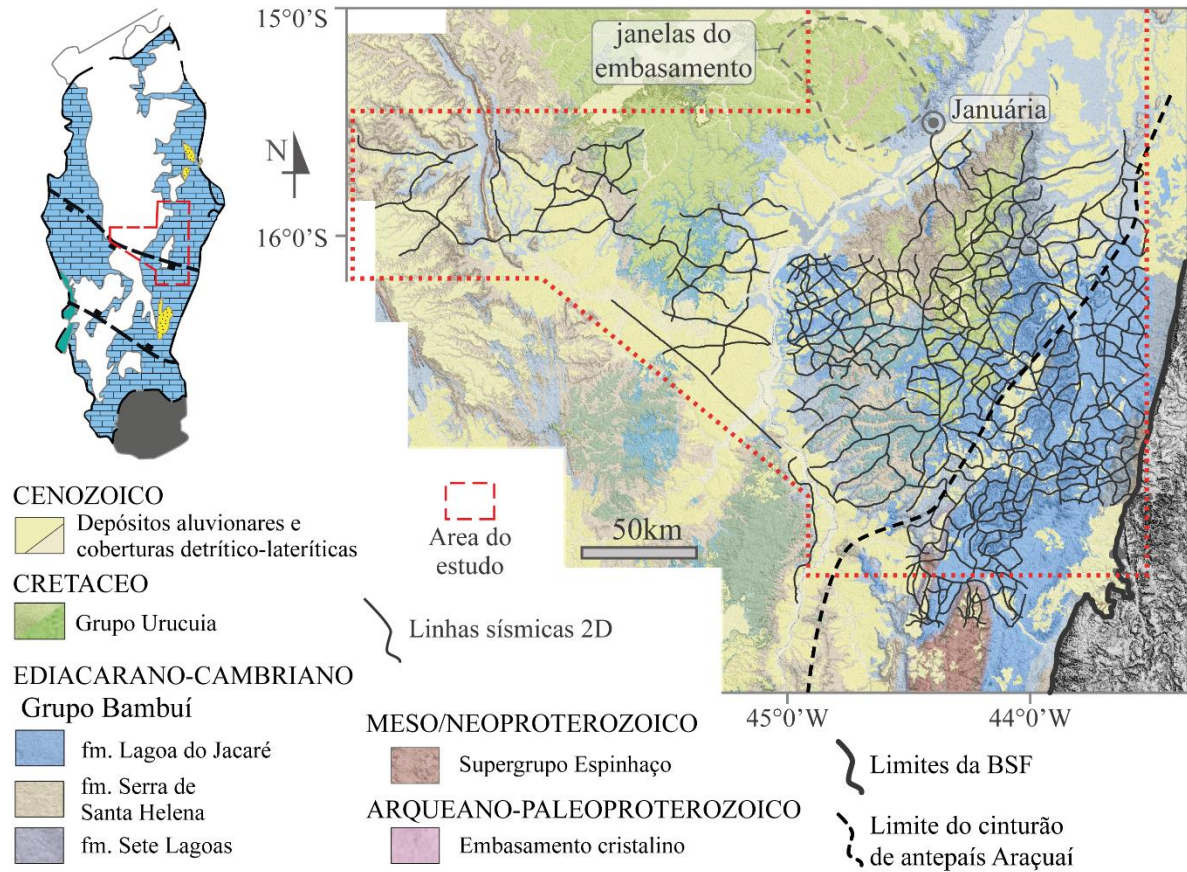 15°0'S
janelas do
embasamento
Januária
N
16°0'S
50km
45°0'W
44°0'W
CENOZOICO
Depósitos aluvionares e
coberturas detrítico-lateríticas
CRETACEO
Grupo Urucuia
EDIACARANO-CAMBRIANO
Grupo Bambuí
fm. Lagoa do Jacaré
fm. Serra de
Santa Helena
fm. Sete Lagoas
Area do
estudo
Linhas sísmicas 2D
MESO/NEOPROTEROZOICO
Supergrupo Espinhaço
ARQUEANO-PALEOPROTEROZOICO
Embasamento cristalino
Limites da BSF
Limite do cinturão
de antepaís Araçuaí